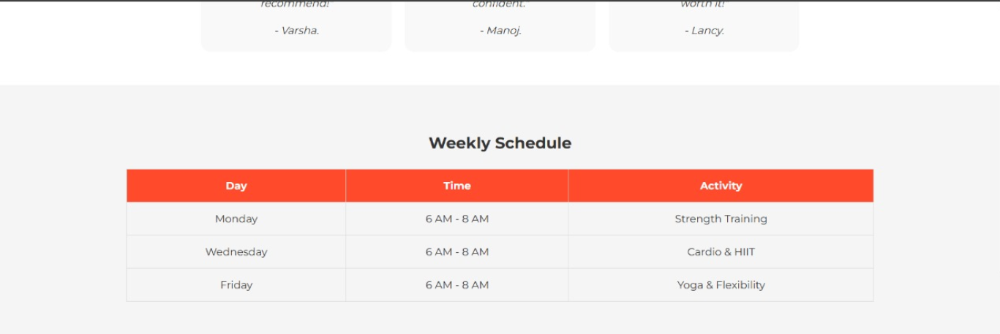 recommend!"
confident."
worth it!"
- Varsha.
- Manoj.
- Lancy.
Weekly Schedule
Day Time Activity
Monday 6 AM - 8 AM Strength Training
Wednesday 6 AM - 8 AM Cardio & HIIT
Friday 6 AM - 8 AM Yoga & Flexibility